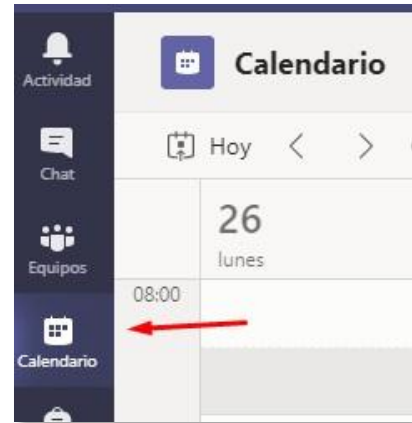 Actividad
Calendario
Chat
Hoy
Equipos
26
lunes
08:00
Calendario